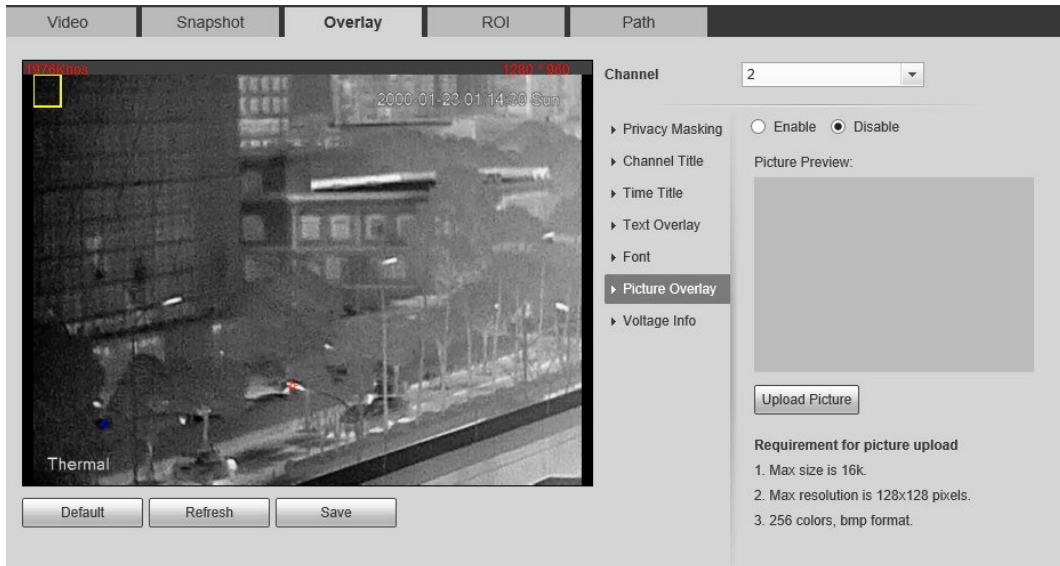 Video Snapshot Overlay ROI Path
1976Kbps 1280 * 960
2000-01-23 01:14:30 Sun
Thermal
Default Refresh Save
Channel 2
Privacy Masking
Channel Title
Time Title
Text Overlay
Font
Picture Overlay
Voltage Info
Enable Disable
Picture Preview:
Upload Picture
Requirement for picture upload
1. Max size is 16k.
2. Max resolution is 128x128 pixels.
3. 256 colors, bmp format.